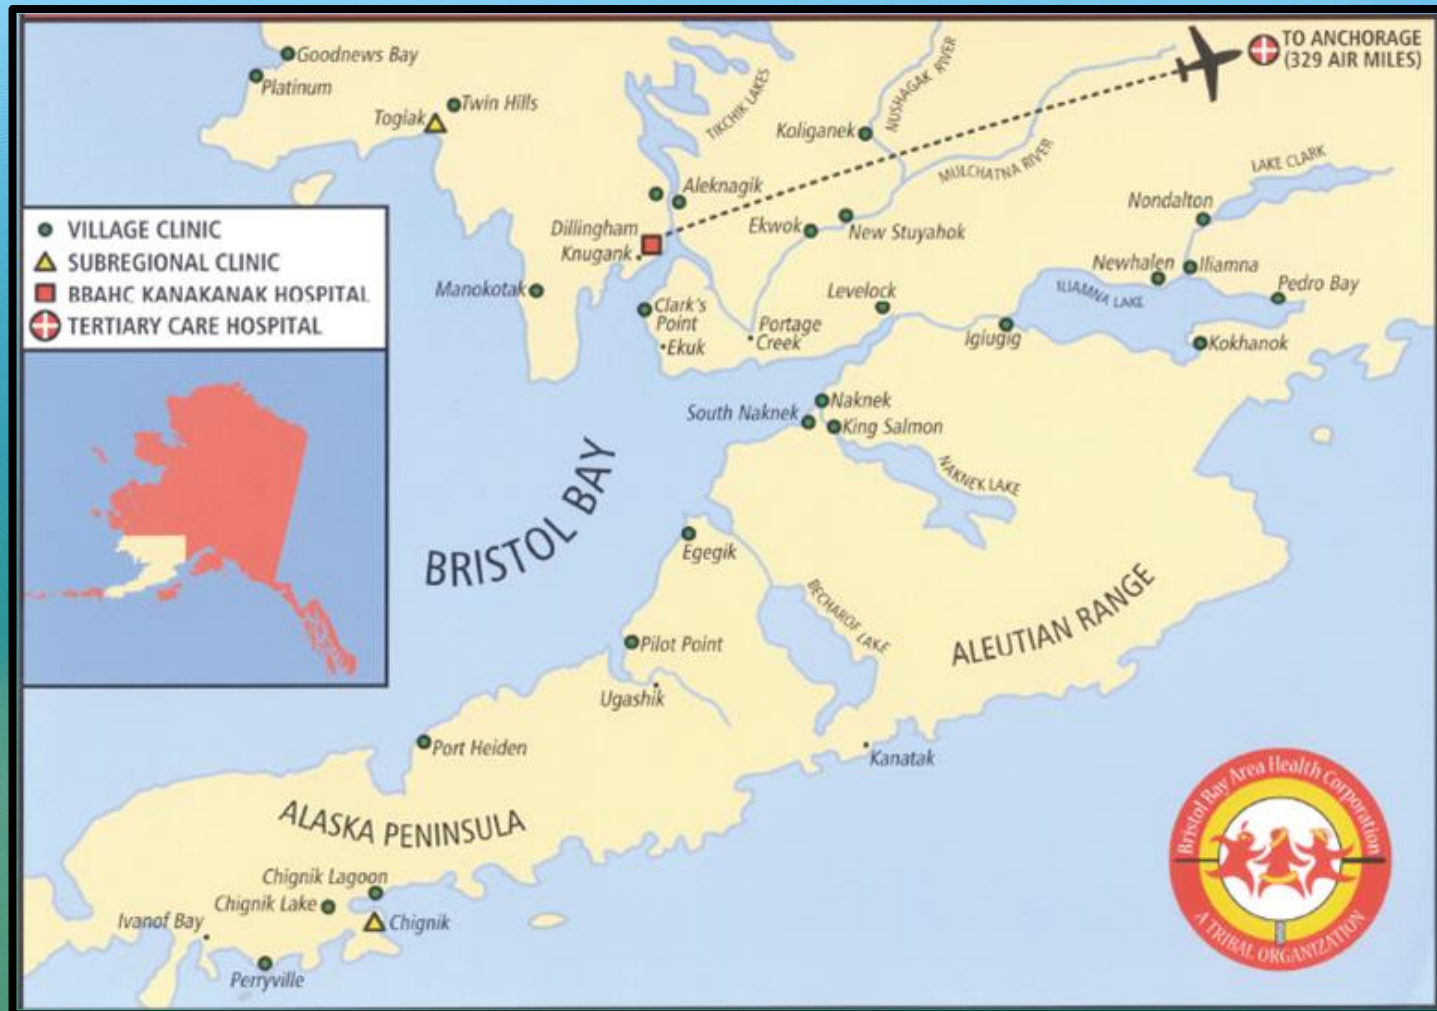 TO ANCHORAGE
(329 AIR MILES)
Goodnews Bay
Platinum
Togiak
Twin Hills
TIKCHIK LAKES
Koliganek
NUSHAGAK RIVER
MULCHATNA RIVER
LAKE CLARK
Aleknagik
Nondalton
Dillingham
Knugank
Ekwok
New Stuyahok
VILLAGE CLINIC
SUBREGIONAL CLINIC
BBAHC KANAKANAK HOSPITAL
TERTIARY CARE HOSPITAL
Newhalen
Iliamna
Manokotak
Levelock
ILIAMNA LAKE
Pedro Bay
Clark's
Point
Ekuk
Portage
Creek
Igiugig
Kokhanok
South Naknek
Naknek
King Salmon
NAKNEK LAKE
BRISTOL BAY
Egegik
BECHAROF LAKE
ALEUTIAN RANGE
Pilot Point
Ugashik
Port Heiden
Kanatak
ALASKA PENINSULA
Chignik Lagoon
Chignik Lake
Ivanof Bay
Chignik
Perryville
Bristol Bay Area Health Corporation
A TRIBAL ORGANIZATION